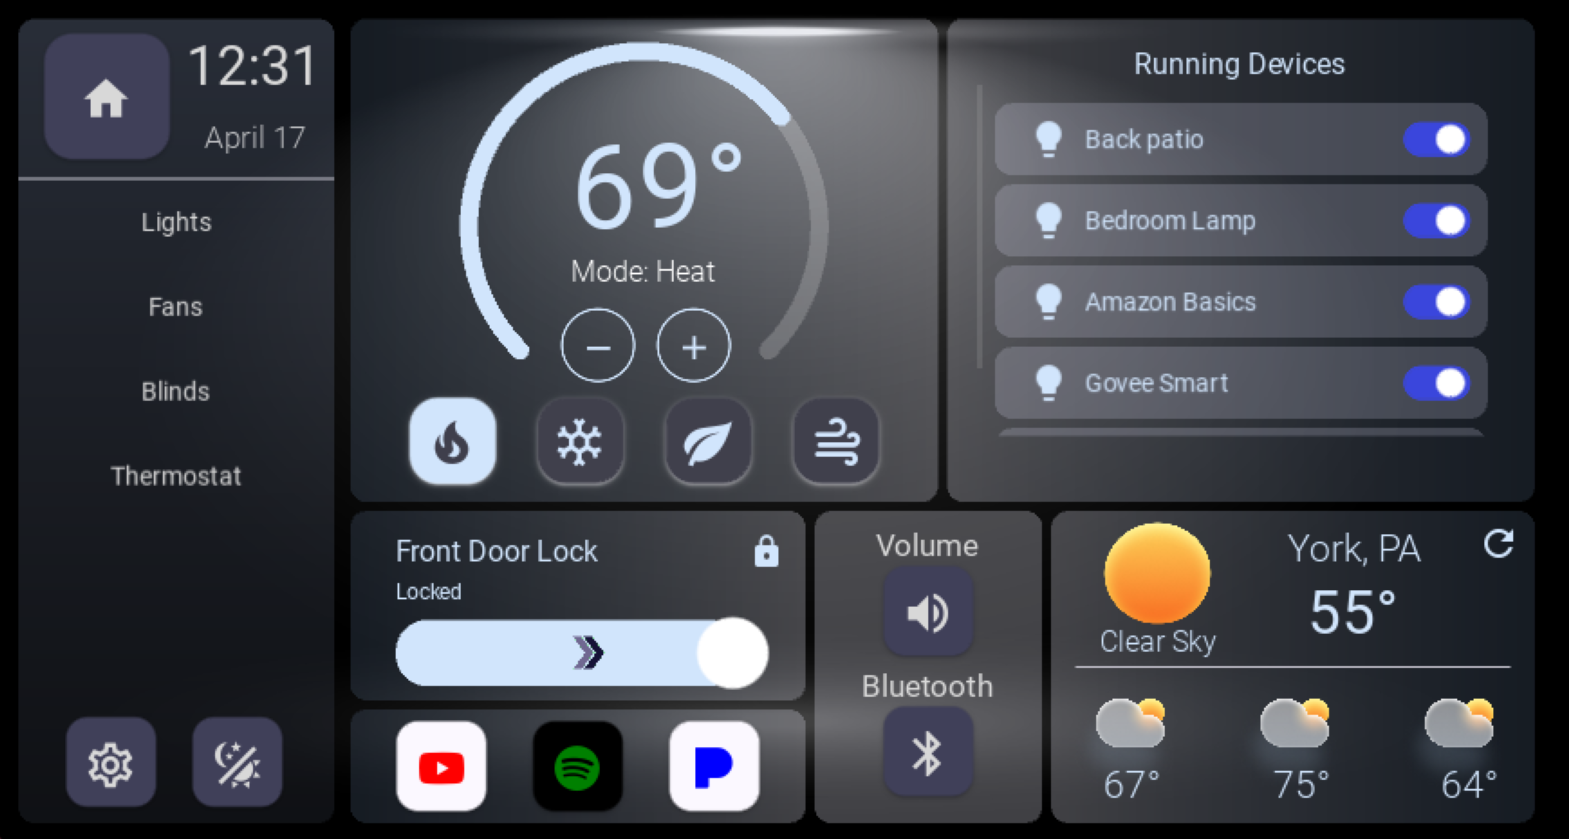 12:31
April 17
Lights
Fans
Blinds
Thermostat
69°
Mode: Heat
Running Devices
Back patio
Bedroom Lamp
Amazon Basics
Govee Smart
Front Door Lock
Locked
Volume
Bluetooth
York, PA
55°
Clear Sky
67°
75°
64°